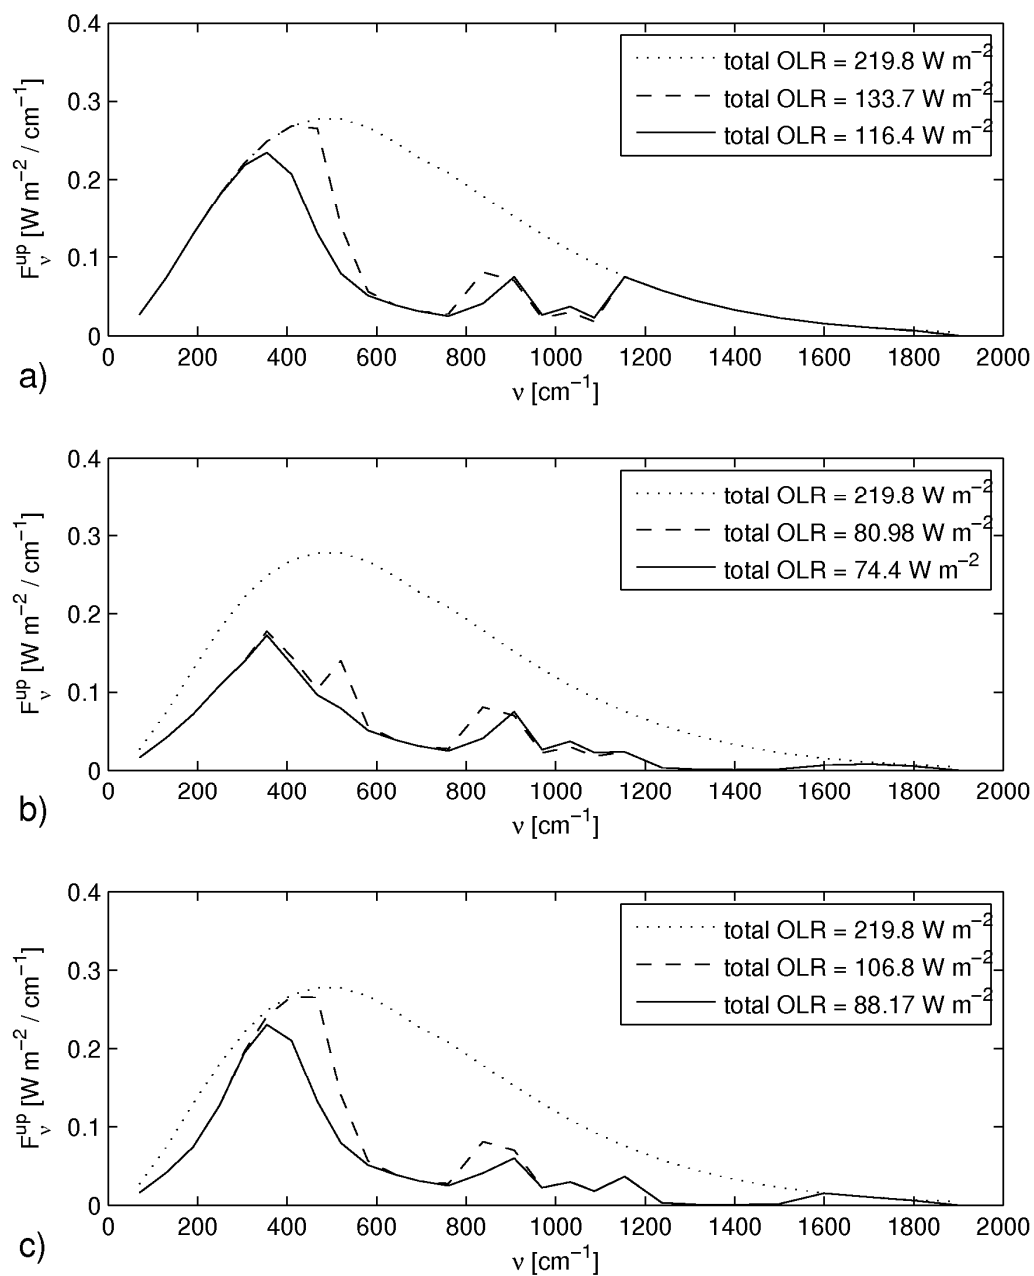 0.4
0.3
0.2
0.1
0
F_ν^up [W m⁻² / cm⁻¹]
total OLR = 219.8 W m⁻²
total OLR = 133.7 W m⁻²
total OLR = 116.4 W m⁻²
0 200 400 600 800 1000 1200 1400 1600 1800 2000
a)
ν [cm⁻¹]
0.4
0.3
0.2
0.1
0
F_ν^up [W m⁻² / cm⁻¹]
total OLR = 219.8 W m⁻²
total OLR = 80.98 W m⁻²
total OLR = 74.4 W m⁻²
0 200 400 600 800 1000 1200 1400 1600 1800 2000
b)
ν [cm⁻¹]
0.4
0.3
0.2
0.1
0
F_ν^up [W m⁻² / cm⁻¹]
total OLR = 219.8 W m⁻²
total OLR = 106.8 W m⁻²
total OLR = 88.17 W m⁻²
0 200 400 600 800 1000 1200 1400 1600 1800 2000
c)
ν [cm⁻¹]